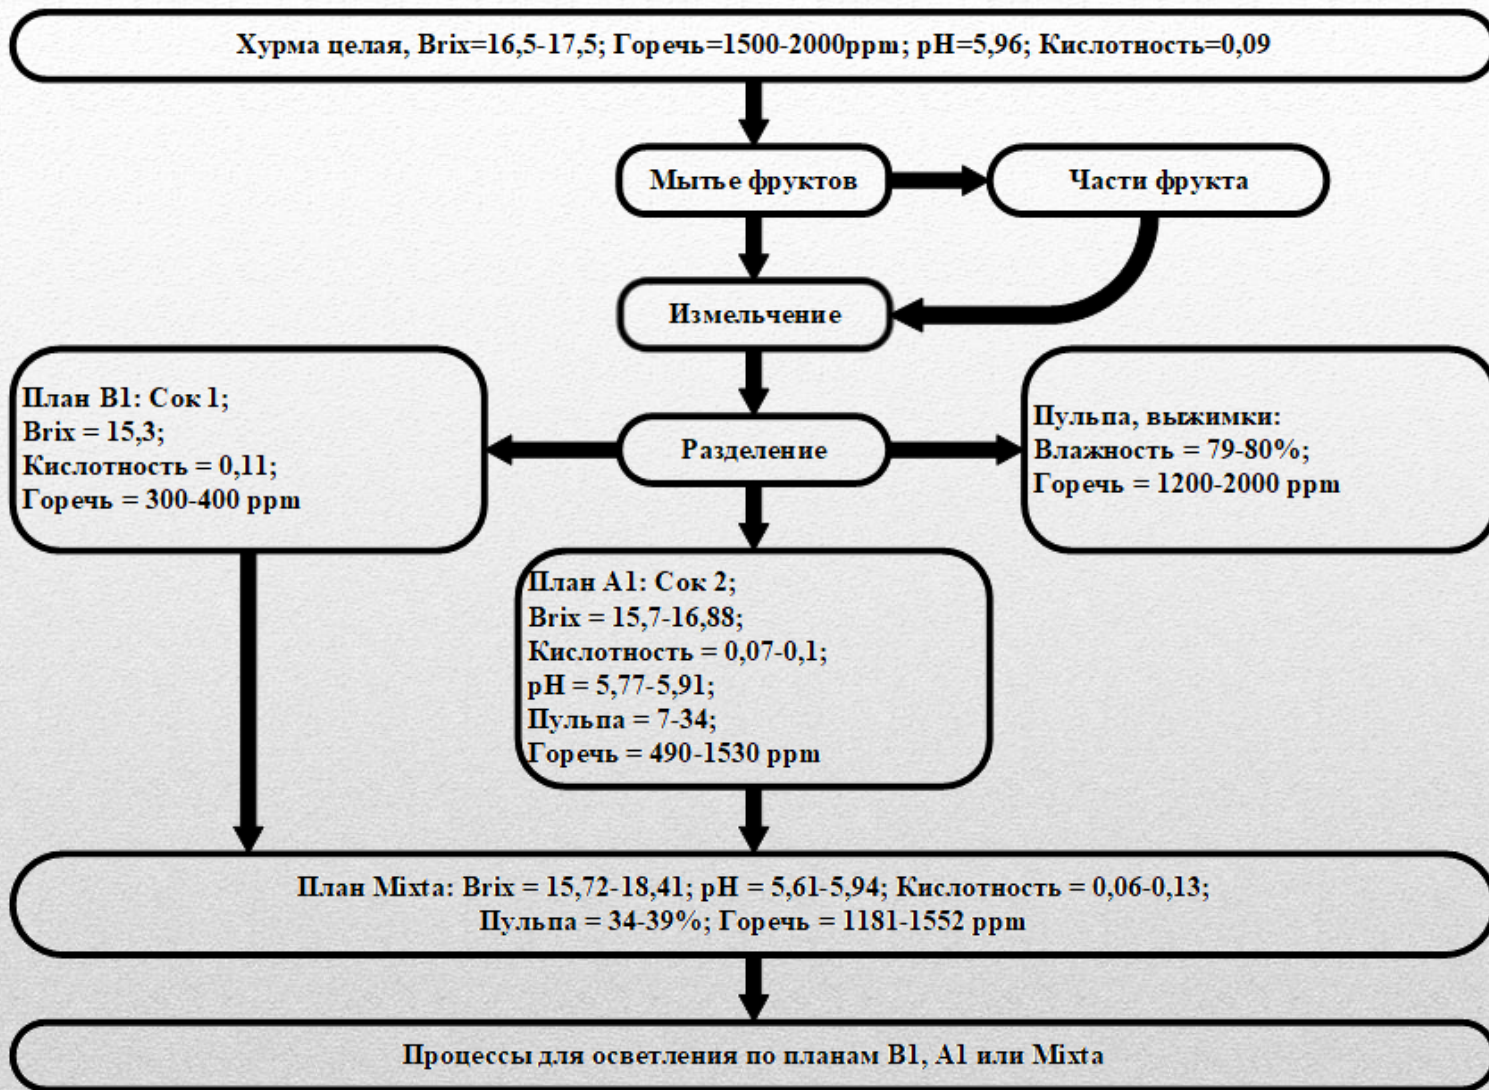 Хурма целая, Brix=16,5-17,5; Горечь=1500-2000ppm; pH=5,96; Кислотность=0,09
Мытье фруктов
Части фрукта
Измельчение
План B1: Сок 1;
Brix = 15,3;
Кислотность = 0,11;
Горечь = 300-400 ppm
Разделение
Пульпа, выжимки:
Влажность = 79-80%;
Горечь = 1200-2000 ppm
План A1: Сок 2;
Brix = 15,7-16,88;
Кислотность = 0,07-0,1;
pH = 5,77-5,91;
Пульпа = 7-34;
Горечь = 490-1530 ppm
План Mixta: Brix = 15,72-18,41; pH = 5,61-5,94; Кислотность = 0,06-0,13;
Пульпа = 34-39%; Горечь = 1181-1552 ppm
Процессы для осветления по планам B1, A1 или Mixta